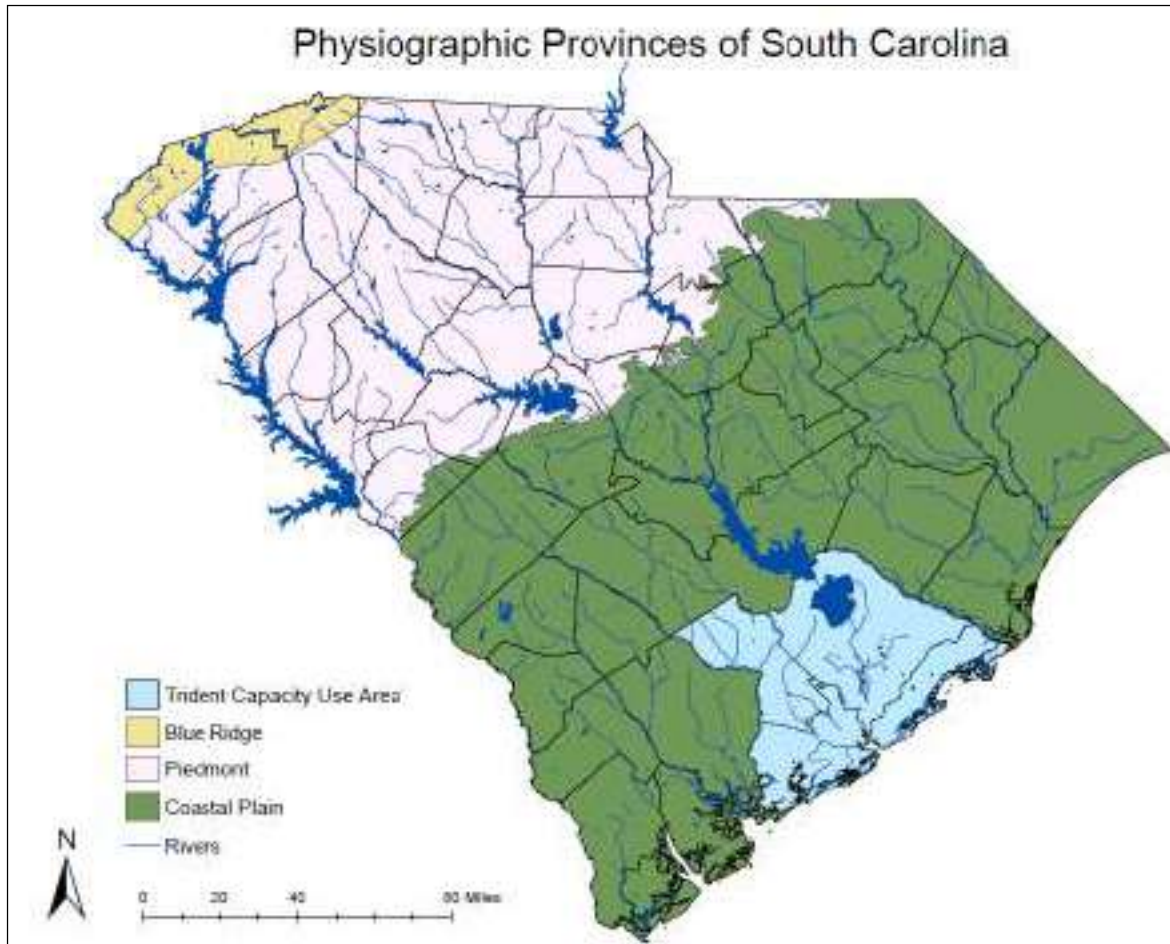 Physiographic Provinces of South Carolina
Trident Capacity Use Area
Blue Ridge
Piedmont
Coastal Plain
Rivers
N
0 20 40 80 Miles